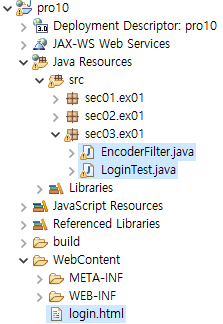 pro10
Deployment Descriptor: pro10
JAX-WS Web Services
Java Resources
src
sec01.ex01
sec02.ex01
sec03.ex01
EncoderFilter.java
LoginTest.java
Libraries
JavaScript Resources
Referenced Libraries
build
WebContent
META-INF
WEB-INF
login.html